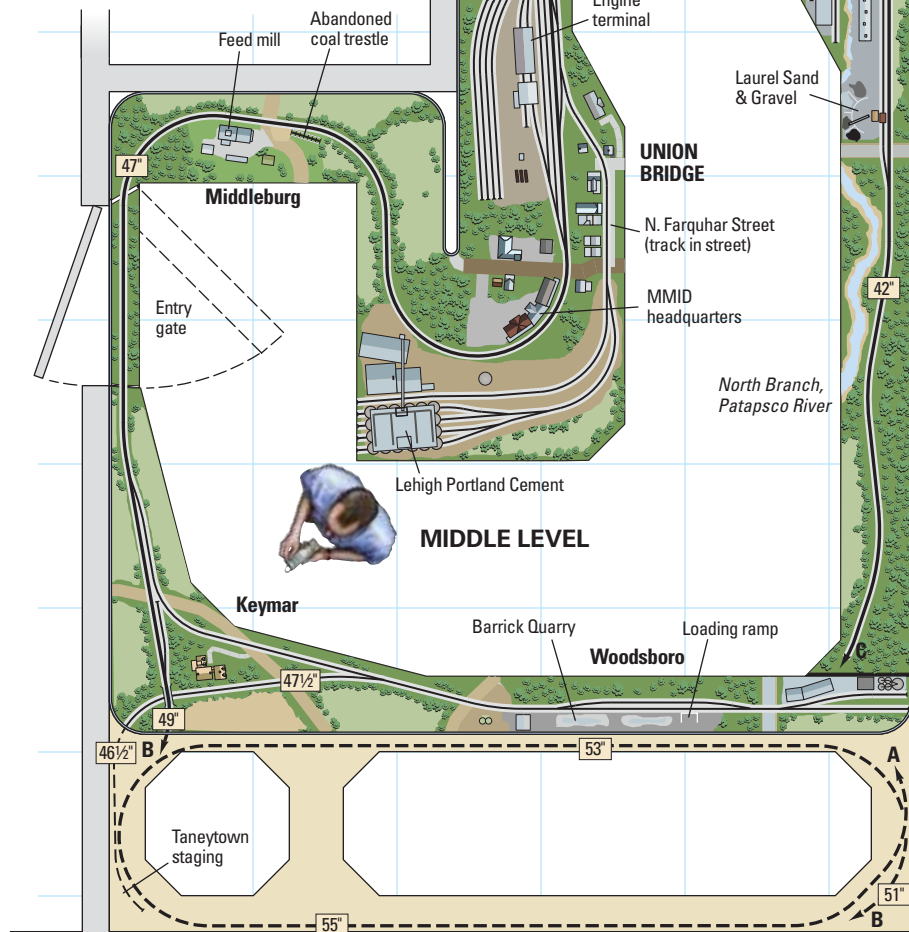 Engine
terminal
Abandoned
coal trestle
Feed mill
Laurel Sand
& Gravel
UNION
BRIDGE
47"
Middleburg
N. Farquhar Street
(track in street)
42"
Entry
gate
MMID
headquarters
North Branch,
Patapsco River
Lehigh Portland Cement
MIDDLE LEVEL
Keymar
Barrick Quarry
Loading ramp
Woodsboro
C
47½"
49"
46½"
B
53"
A
Taneytown
staging
51"
B
55"